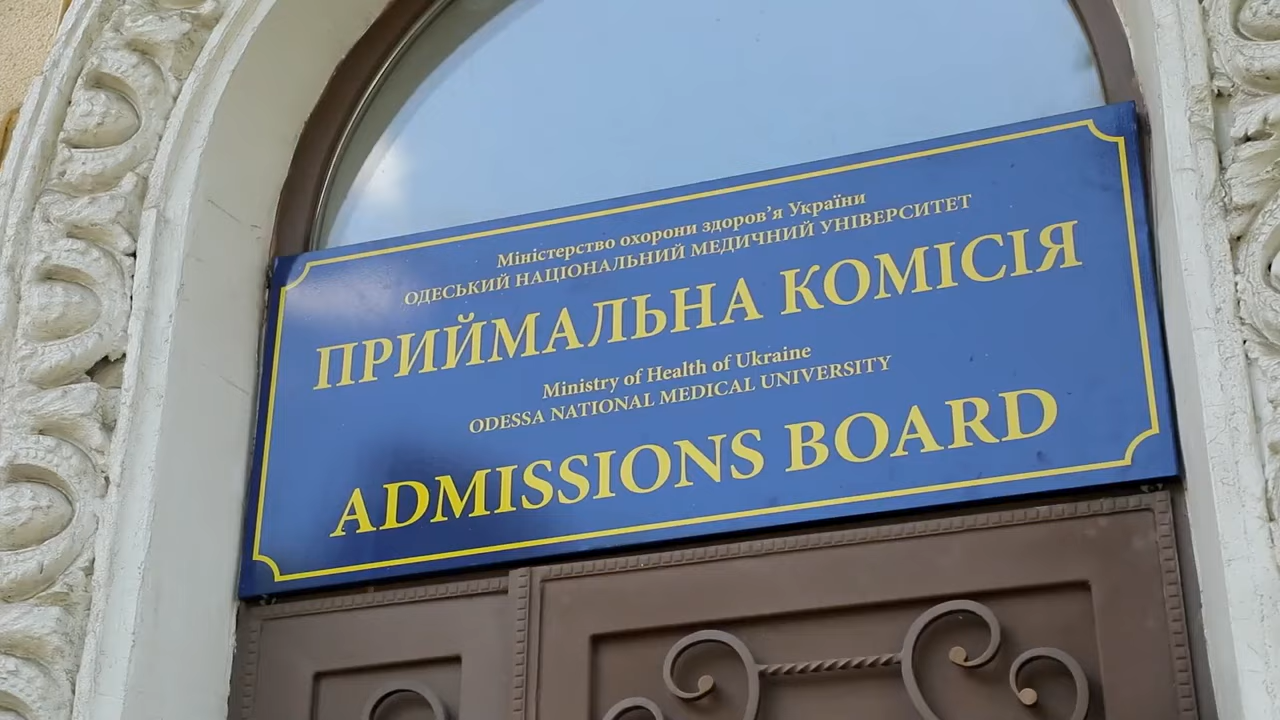 Міністерство охорони здоров’я України
ОДЕСЬКИЙ НАЦІОНАЛЬНИЙ МЕДИЧНИЙ УНІВЕРСИТЕТ
ПРИЙМАЛЬНА КОМІСІЯ
Ministry of Health of Ukraine
ODESSA NATIONAL MEDICAL UNIVERSITY
ADMISSIONS BOARD